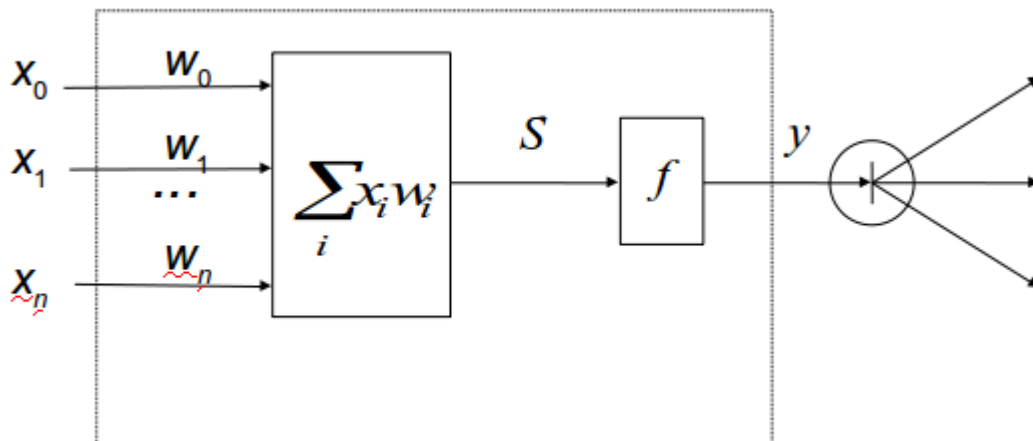 x₀ w₀
S y
x₁ w₁
...
∑ xᵢwᵢ f
i
xₙ wₙ